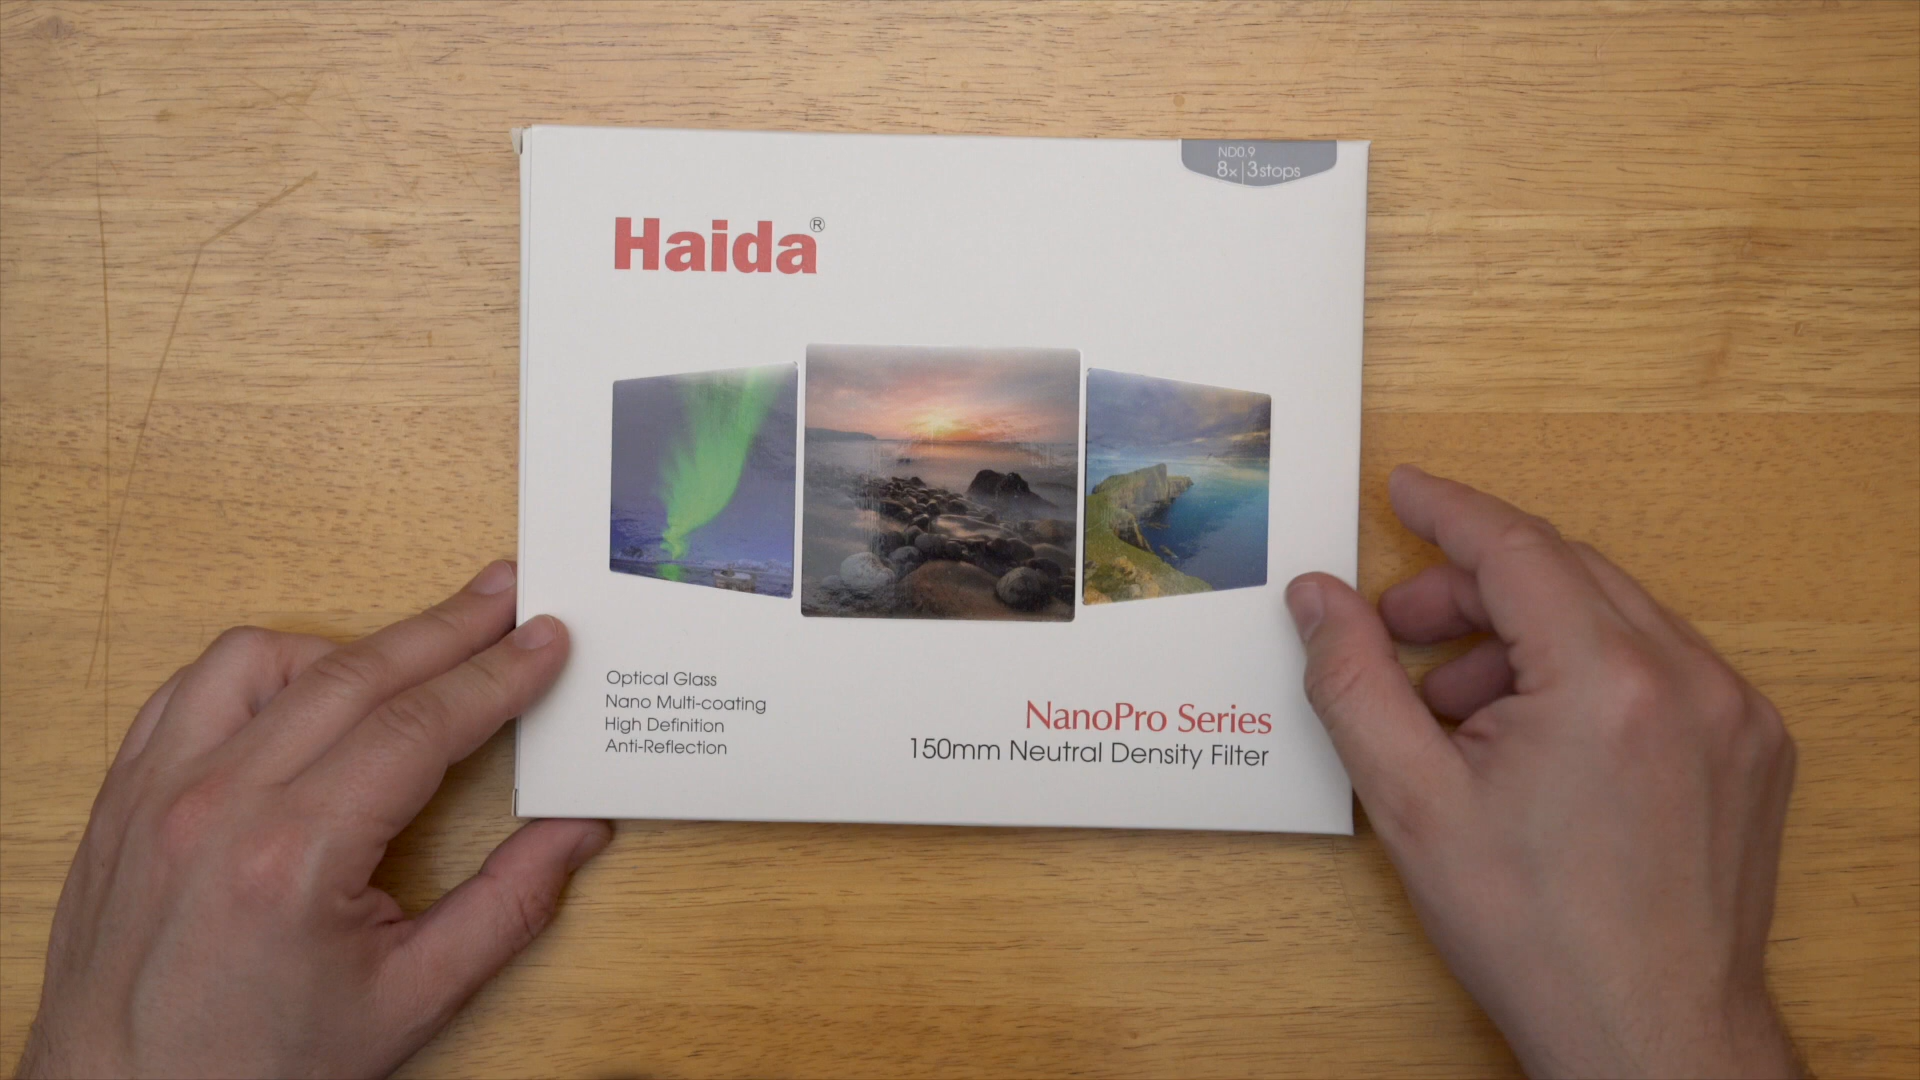 ND0.9
8x | 3stops
Haida®
Optical Glass
Nano Multi-coating
High Definition
Anti-Reflection
NanoPro Series
150mm Neutral Density Filter